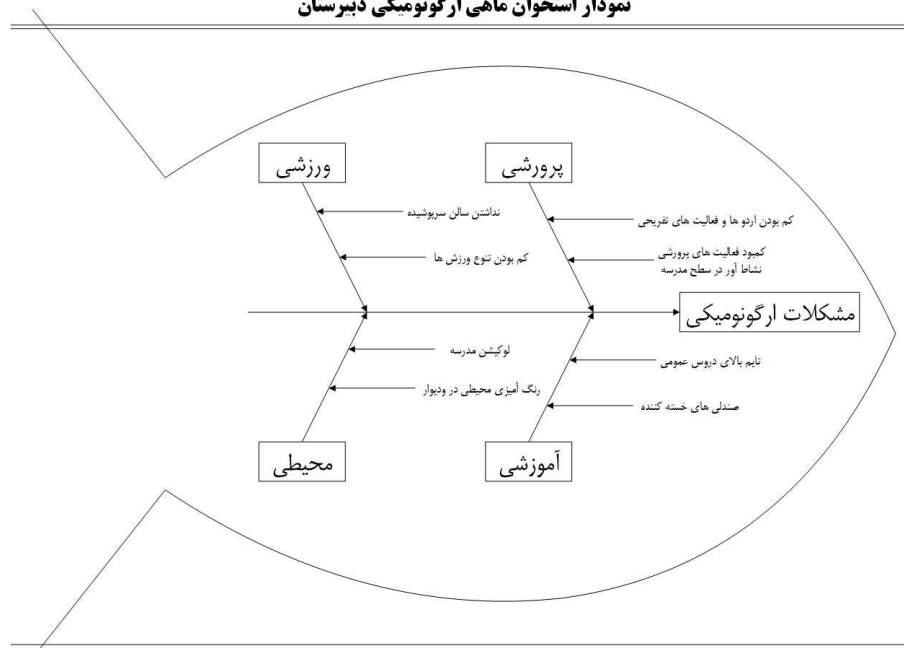 نمودار استخوان ماهی ارگونومیکی دبیرستان
پرورشی
ورزشی
کم بودن اردو ها و فعالیت های تفریحی
نداشتن سالن سرپوشیده
کمبود فعالیت های پرورشی
نشاط آور در سطح مدرسه
کم بودن تنوع ورزش ها
مشکلات ارگونومیکی
تایم بالای دروس عمومی
لوکیشن مدرسه
صندلی های خسته کننده
رنگ آمیزی محیطی در ودیوار
آموزشی
محیطی